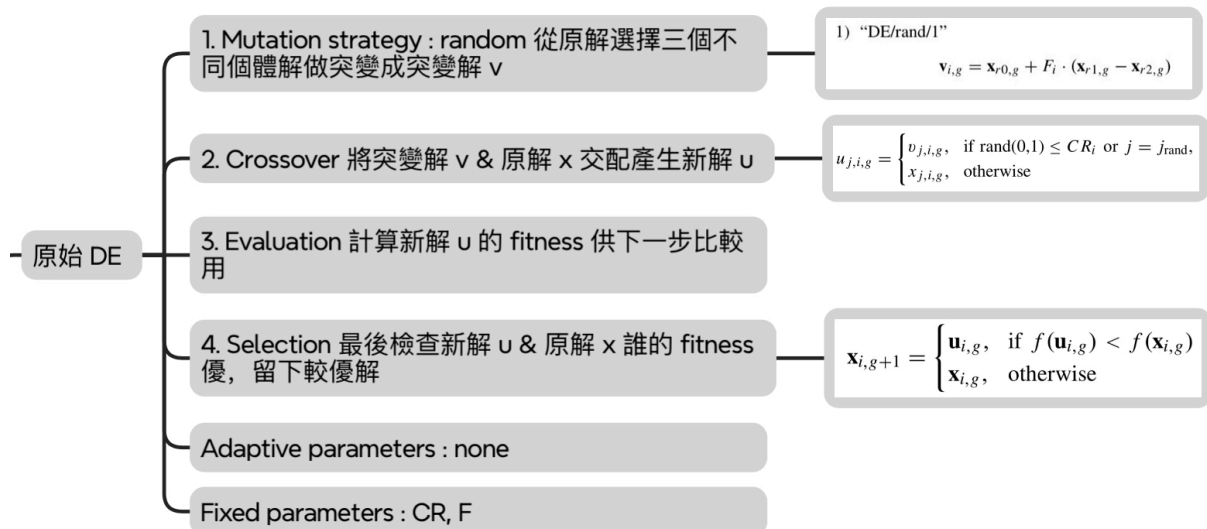 原始 DE
1. Mutation strategy : random 從原解選擇三個不
同個體解做突變成突變解 v
1) “DE/rand/1”
𝐯_{i,g} = 𝐱_{r0,g} + F_i · (𝐱_{r1,g} − 𝐱_{r2,g})
2. Crossover 將突變解 v & 原解 x 交配產生新解 u
u_{j,i,g} = { v_{j,i,g}, if rand(0,1) ≤ CR_i or j = j_{rand},
x_{j,i,g}, otherwise
3. Evaluation 計算新解 u 的 fitness 供下一步比較
用
4. Selection 最後檢查新解 u & 原解 x 誰的 fitness
優，留下較優解
𝐱_{i,g+1} = { 𝐮_{i,g}, if f(𝐮_{i,g}) < f(𝐱_{i,g})
𝐱_{i,g}, otherwise
Adaptive parameters : none
Fixed parameters : CR, F